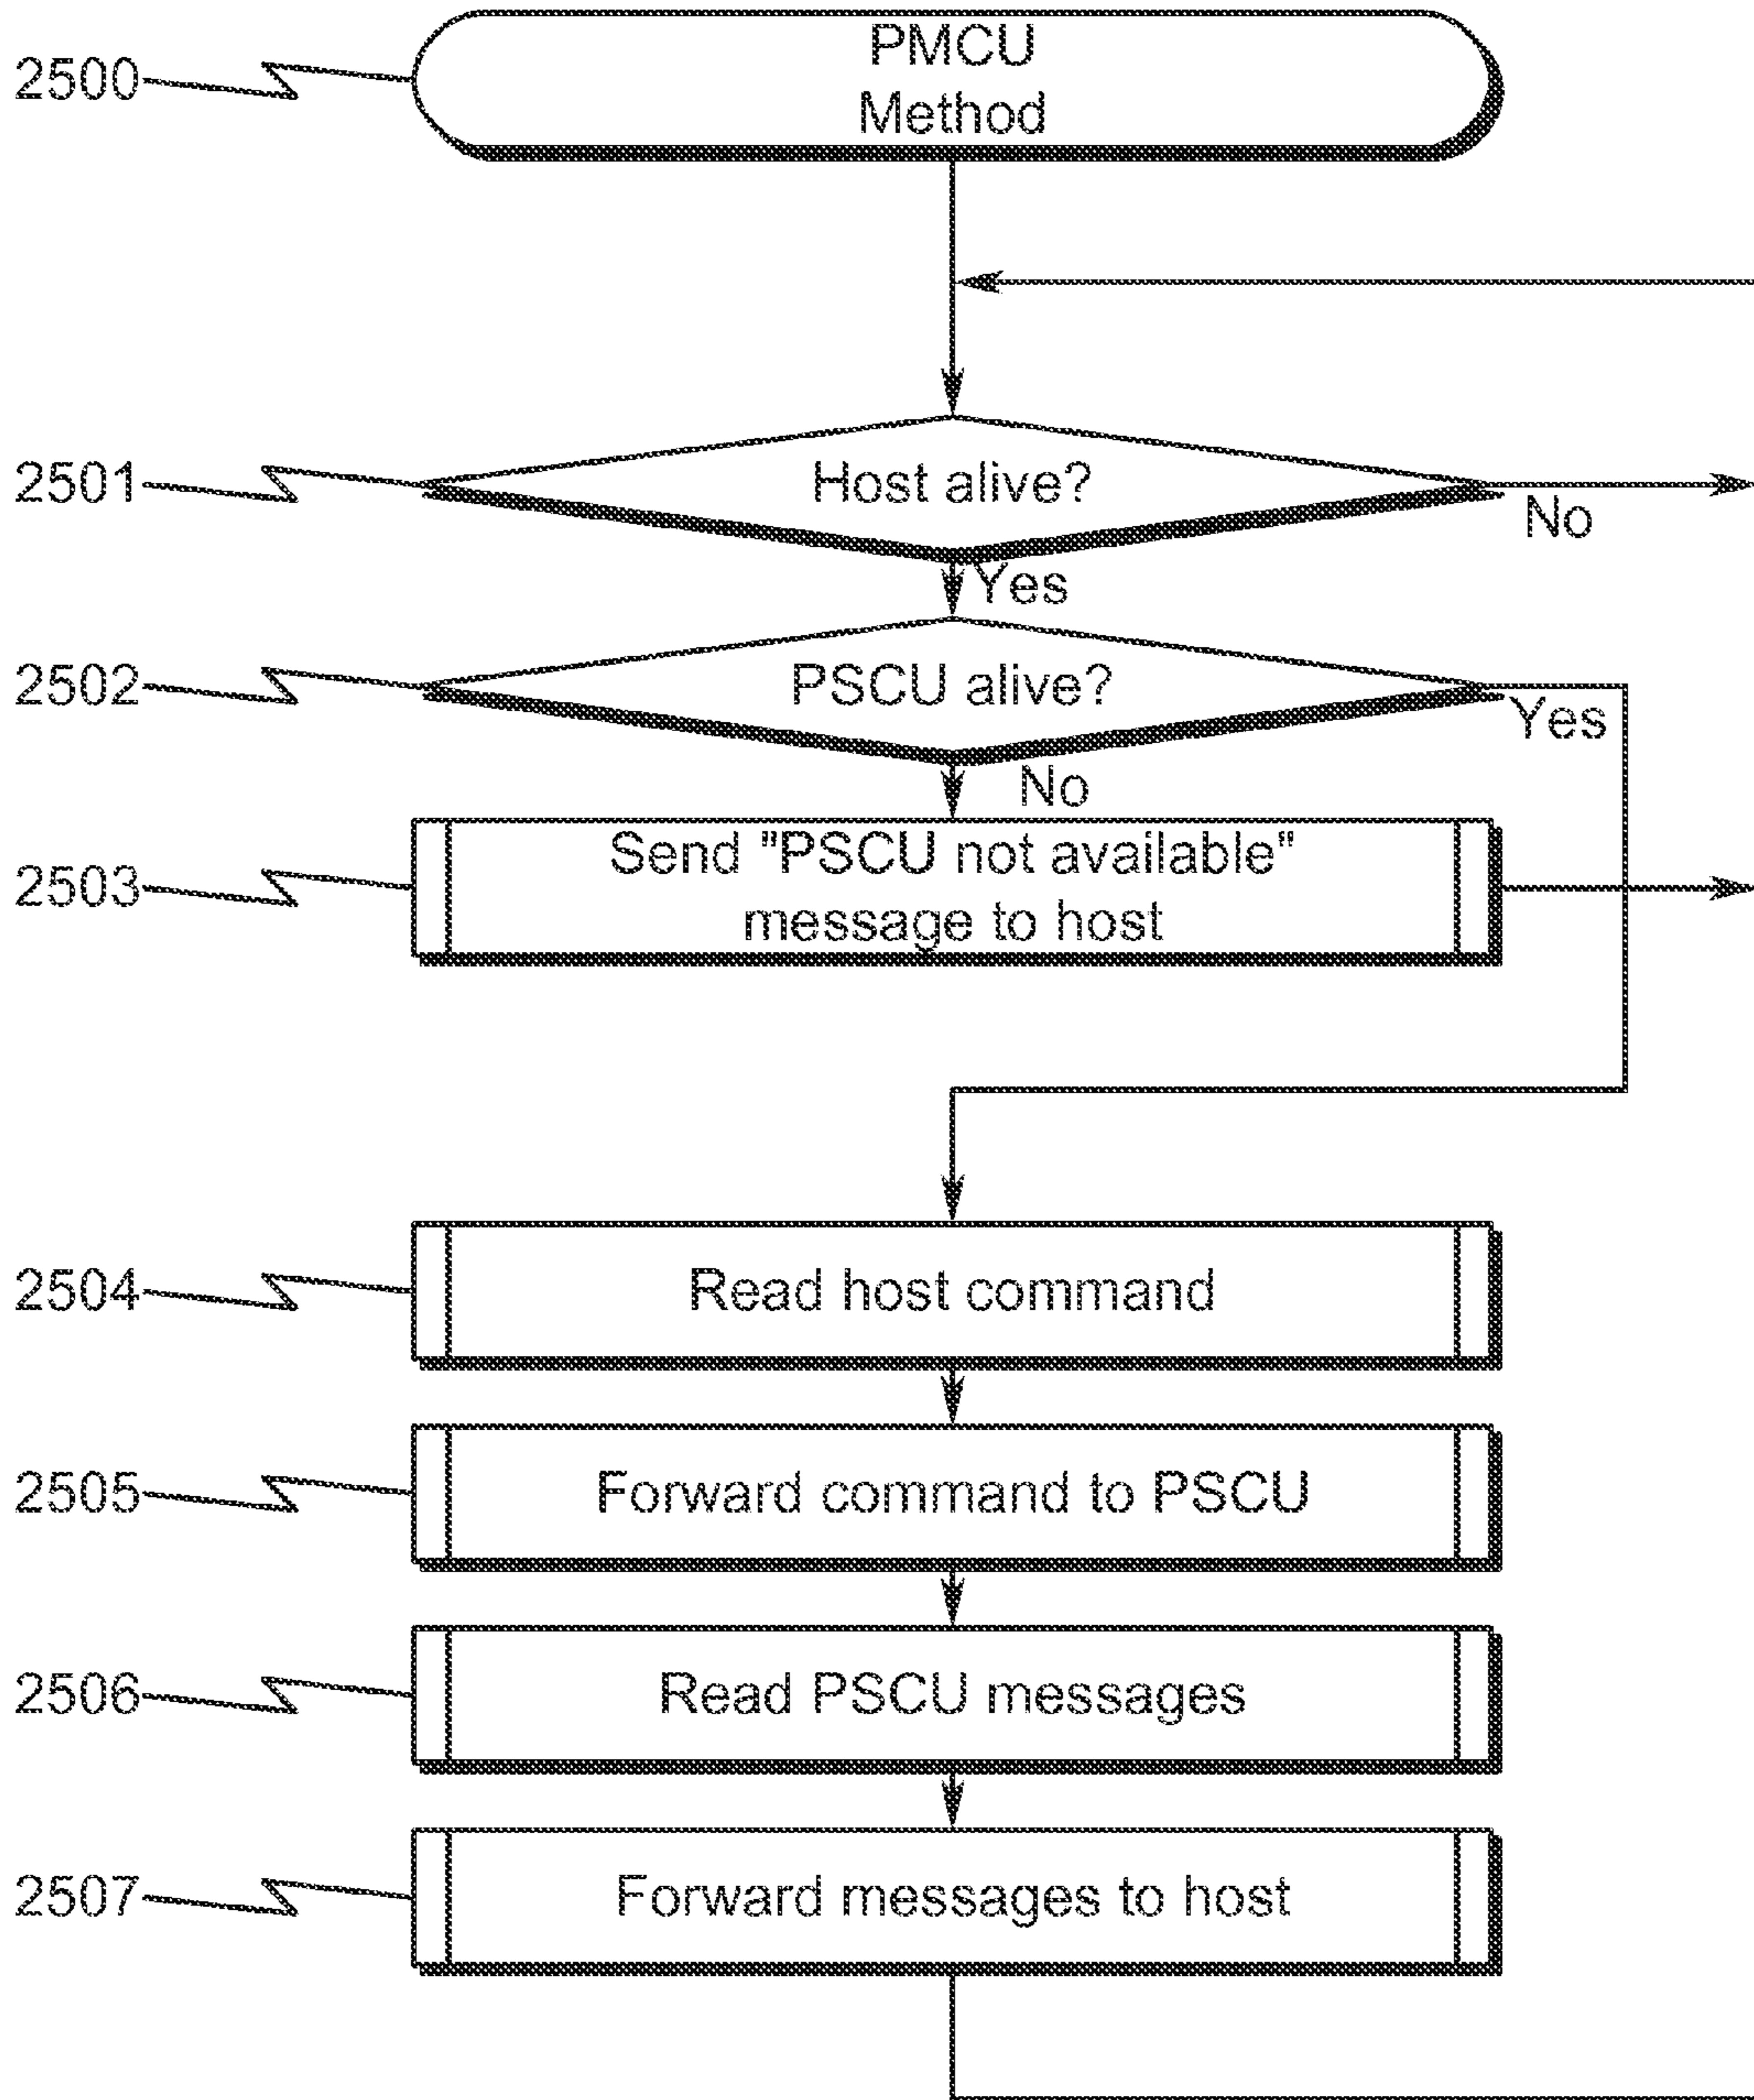 2500
PMCU
Method
2501
Host alive?
No
Yes
2502
PSCU alive?
Yes
No
2503
Send "PSCU not available"
message to host
2504
Read host command
2505
Forward command to PSCU
2506
Read PSCU messages
2507
Forward messages to host